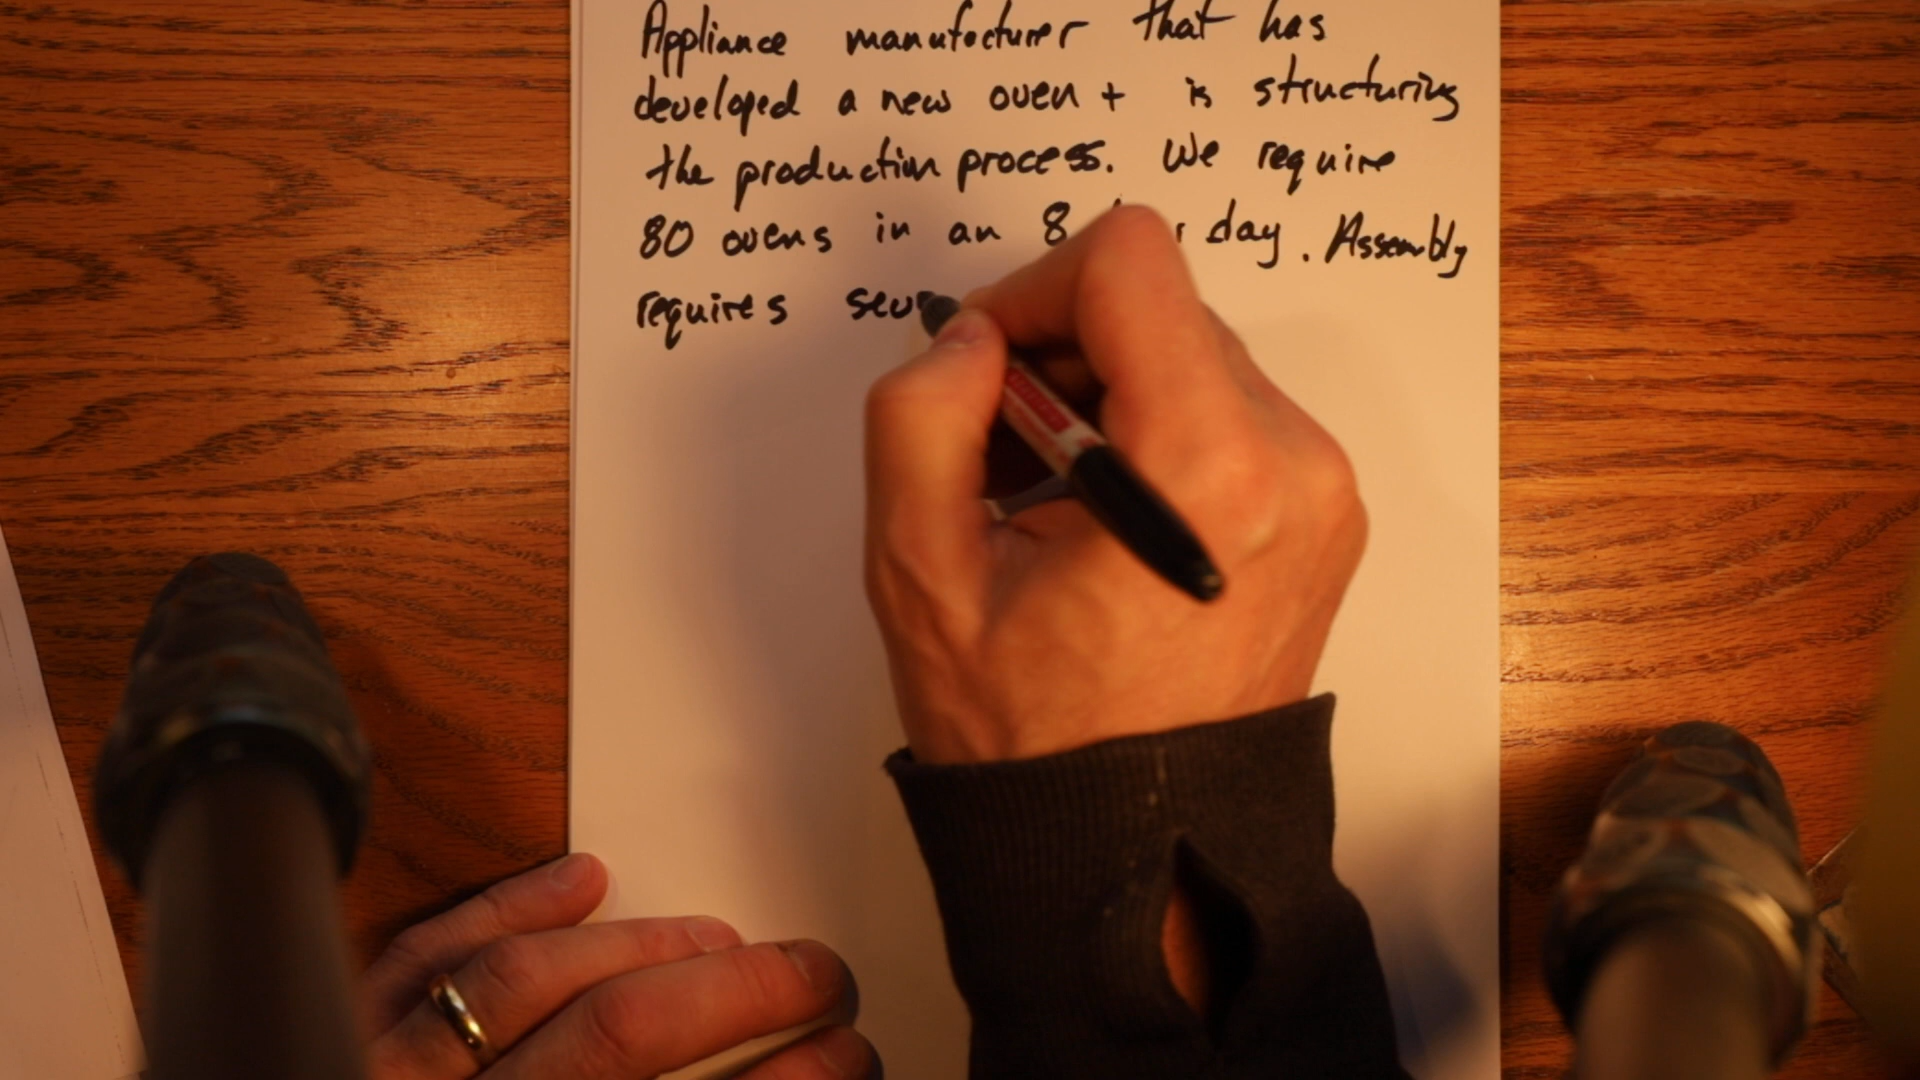 Appliance manufacturer that has
developed a new oven + is structuring
the production process. We require
80 ovens in an 8 day. Assembly
requires